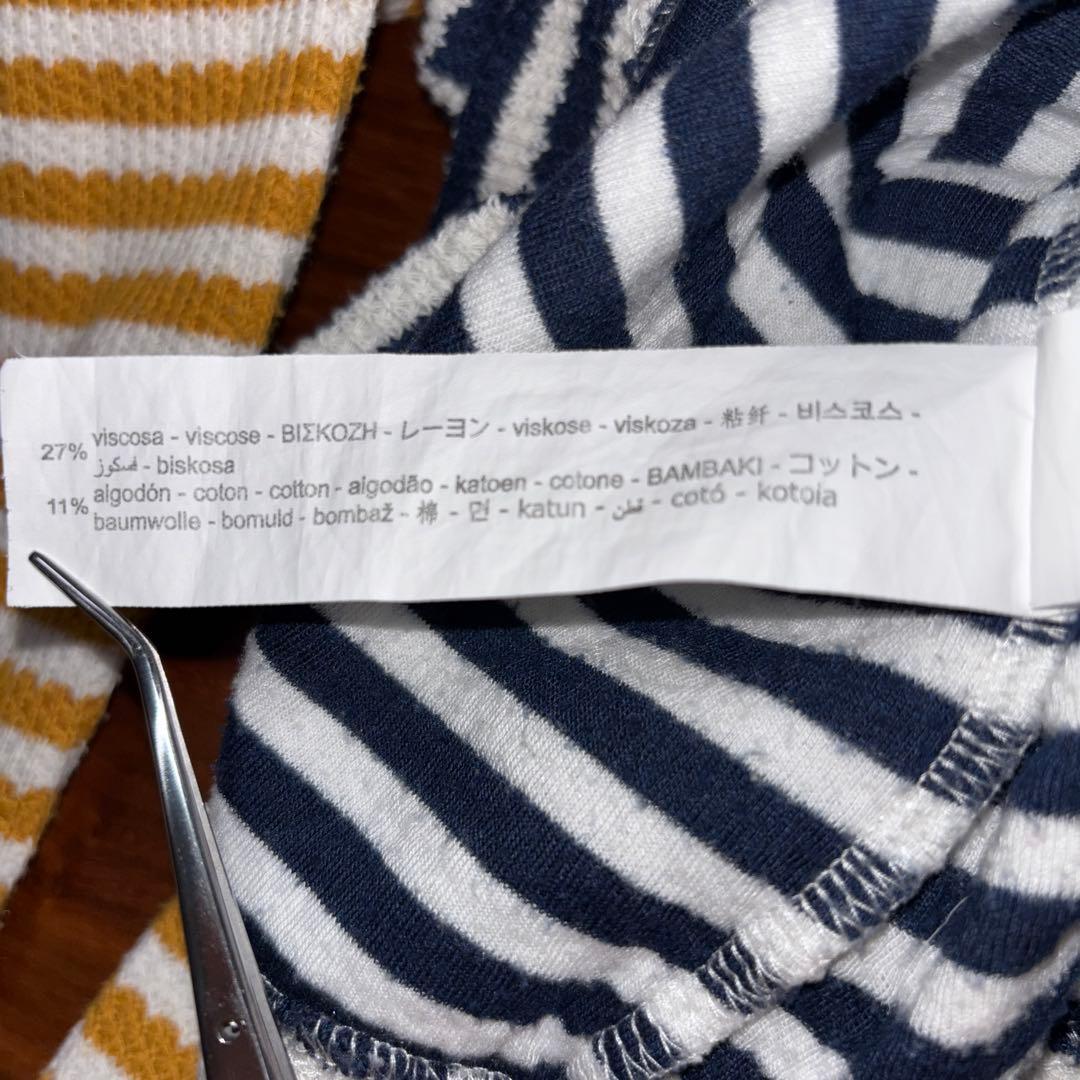 27% viscosa - viscose - ΒΙΣΚΟΖΗ - レーヨン - viskose - viskoza - 粘纤 - 비스코스 -
فسكوز - biskosa
11% algodón - coton - cotton - algodão - katoen - cotone - BAMBAKI - コットン -
baumwolle - bomuld - bombaž - 棉 - 면 - katun - قطن - cotó - kotoia